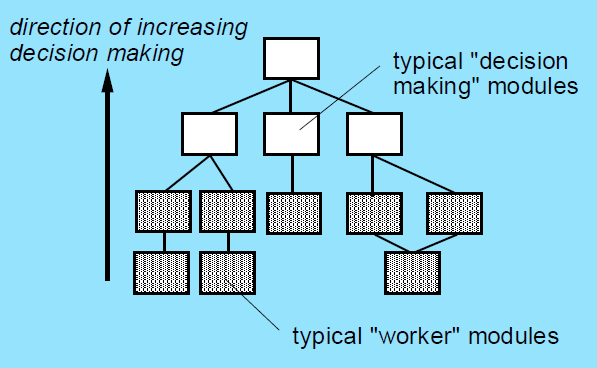 direction of increasing
decision making
typical "decision
making" modules
typical "worker" modules